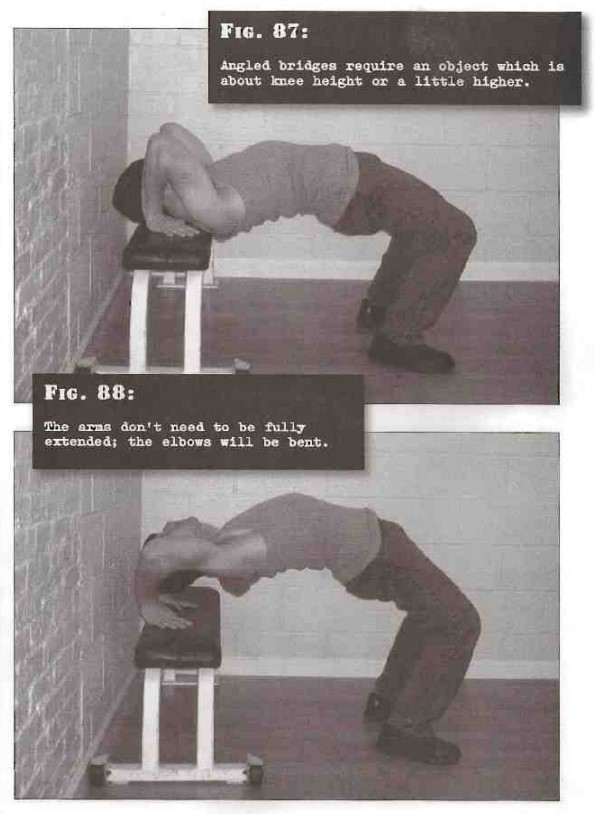 Fig. 87:
Angled bridges require an object which is
about knee height or a little higher.
Fig. 88:
The arms don't need to be fully
extended; the elbows will be bent.